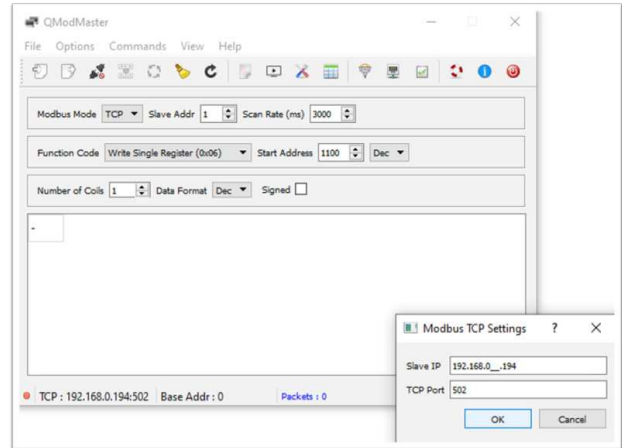 QModMaster
File Options Commands View Help
Modbus Mode TCP Slave Addr 1 Scan Rate (ms) 3000
Function Code Write Single Register (0x06) Start Address 1100 Dec
Number of Coils 1 Data Format Dec Signed
-
Modbus TCP Settings ? X
Slave IP 192.168.0__.194
TCP Port 502
OK Cancel
TCP : 192.168.0.194:502 Base Addr : 0 Packets : 0